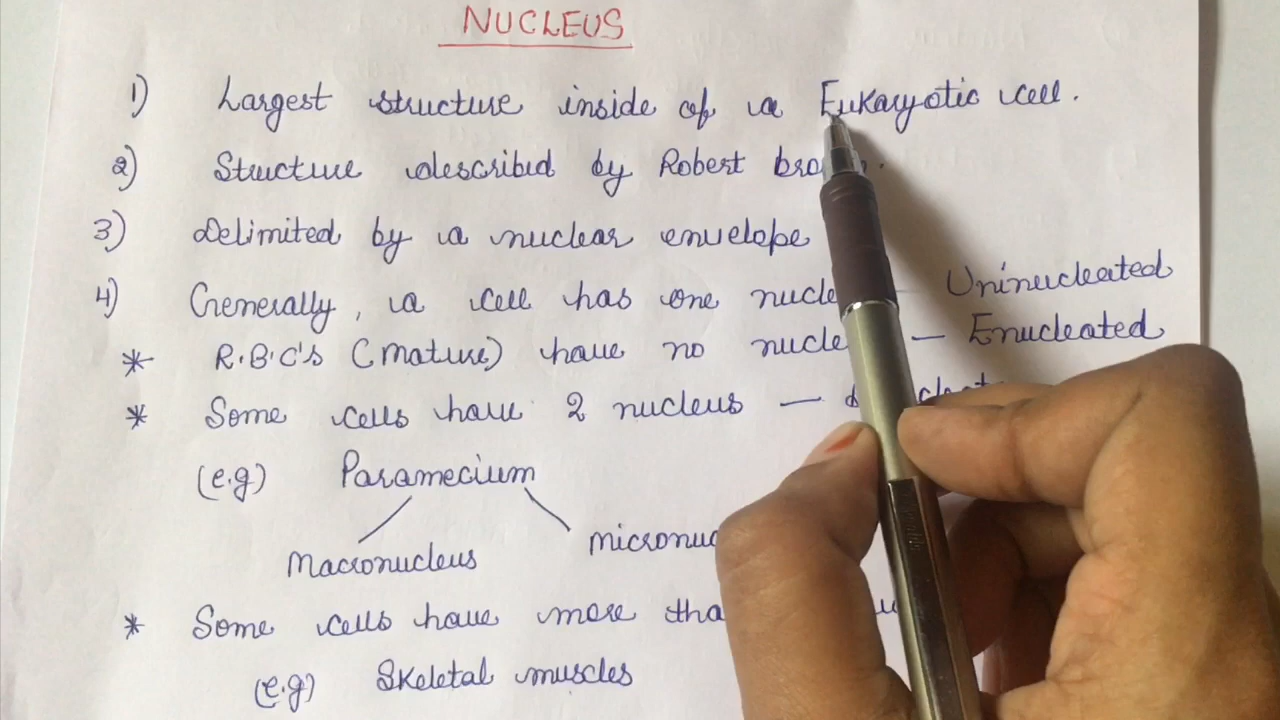 NUCLEUS
1) Largest structure inside of a Eukaryotic cell.
2) Structure described by Robert
3) Delimited by a nuclear envelope
4) Generally, a cell has one — Uninucleated
* R.B.C's (Mature) have no — Enucleated
* Some cells have 2 nucleus —
(e.g) Paramecium
Macronucleus
* Some cells have more
(e.g) Skeletal muscles